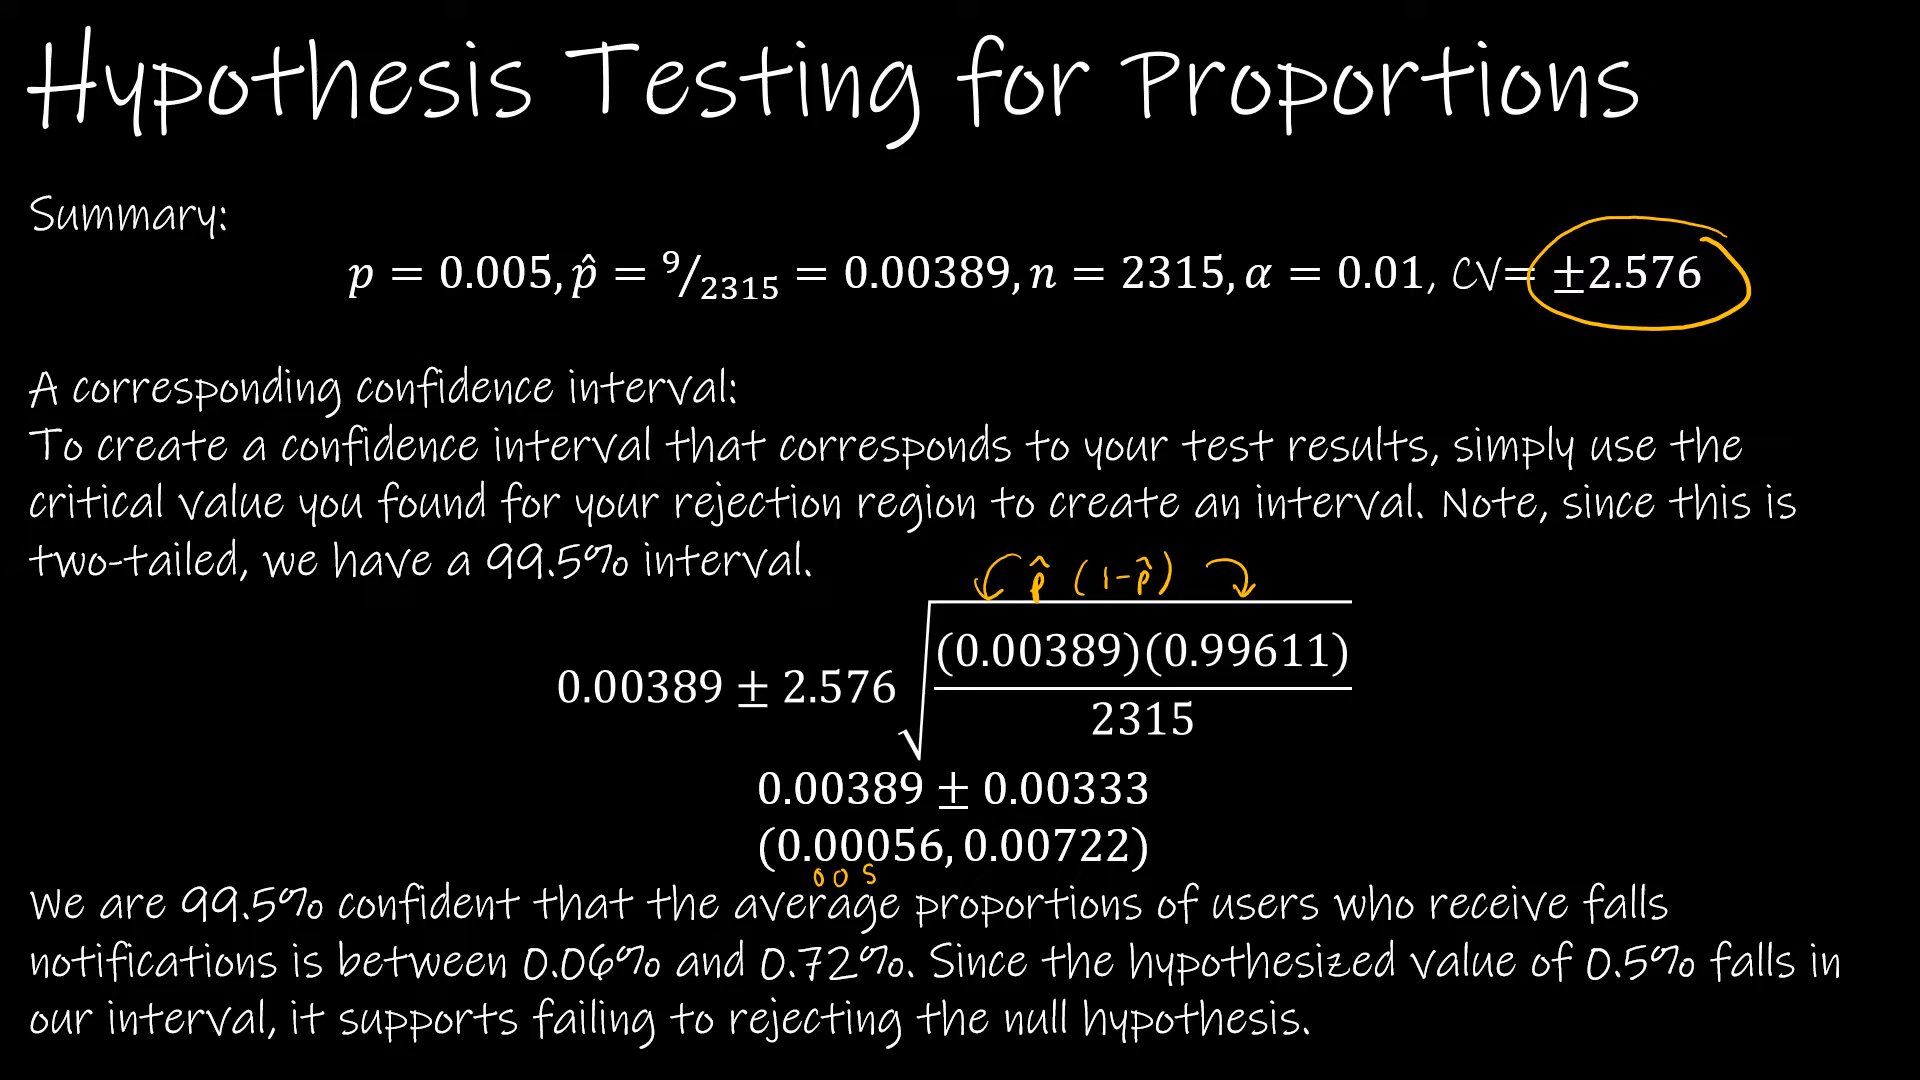 Hypothesis Testing for Proportions
Summary:
p = 0.005, p̂ = 9/2315 = 0.00389, n = 2315, α = 0.01, CV= ±2.576
A corresponding confidence interval:
To create a confidence interval that corresponds to your test results, simply use the
critical value you found for your rejection region to create an interval. Note, since this is
two-tailed, we have a 99.5% interval.
p̂ (1-p̂)
0.00389 ± 2.576 √((0.00389)(0.99611) / 2315)
0.00389 ± 0.00333
(0.00056, 0.00722)
005
We are 99.5% confident that the average proportions of users who receive falls
notifications is between 0.06% and 0.72%. Since the hypothesized value of 0.5% falls in
our interval, it supports failing to rejecting the null hypothesis.